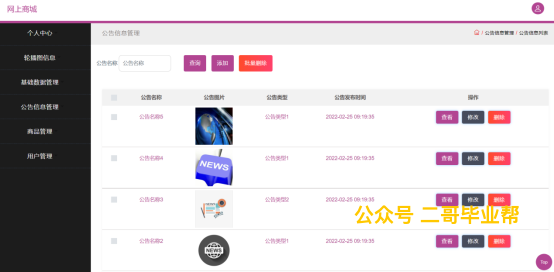 网上商城
个人中心
轮播图信息
基础数据管理
公告信息管理
商品管理
用户管理
公告信息管理
/ 公告信息管理 / 公告信息列表
公告名称 公告名称 查询 添加 批量删除
公告名称 公告图片 公告类型 公告发布时间 操作
公告名称5 公告类型1 2022-02-25 09:19:35 查看 修改 删除
公告名称4 NEWS 公告类型1 2022-02-25 09:19:35 查看 修改 删除
公告名称3 公告类型2 2022-02-25 09:19:35 查看 修改 删除
公众号 二哥毕业帮
公告名称2 NEWS 公告类型1 2022-02-25 09:19:35 查看 修改 删除
Top